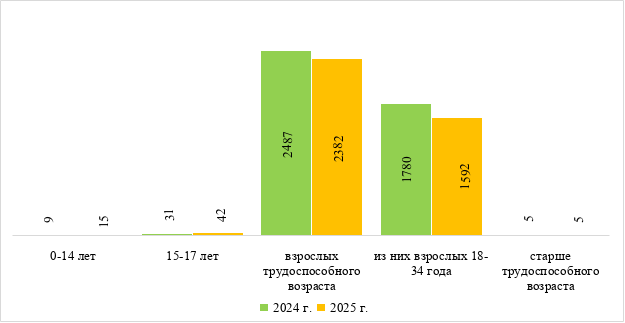 2487
2382
1780
1592
9
15
31
42
5
5
0-14 лет
15-17 лет
взрослых
трудоспособного
возраста
из них взрослых 18-
34 года
старше
трудоспособного
возраста
2024 г.
2025 г.